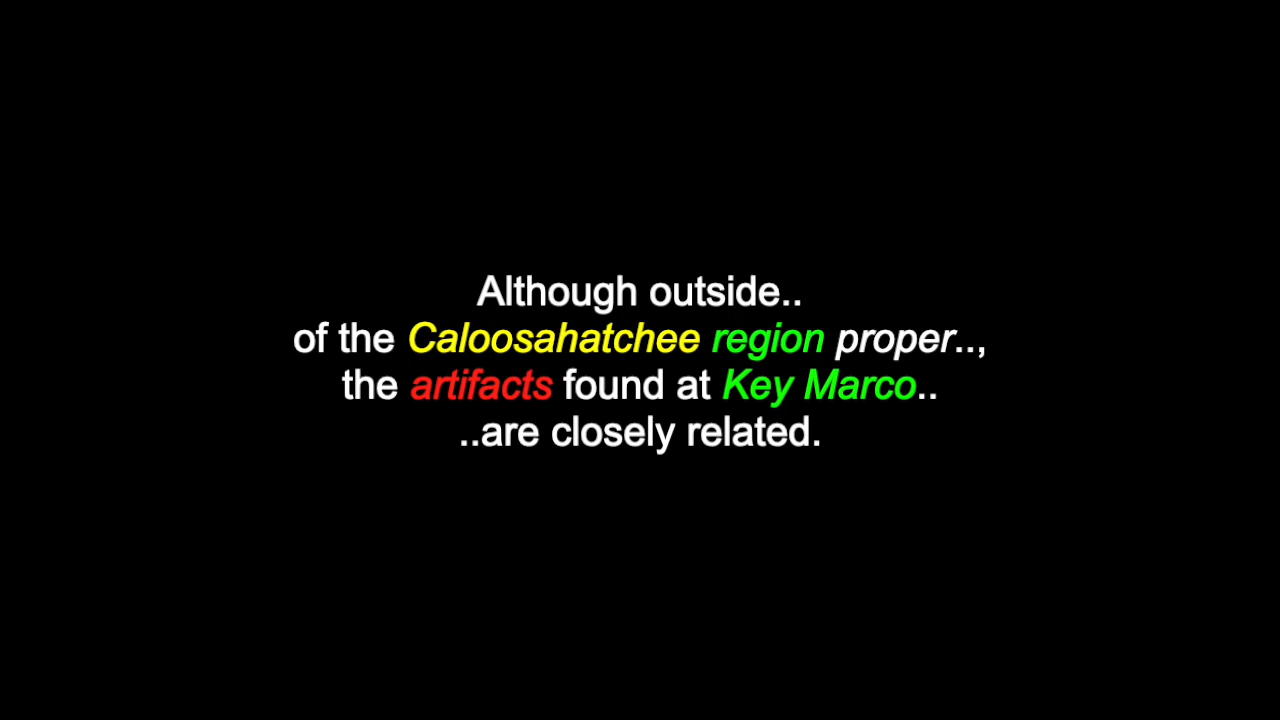 Although outside..
of the Caloosahatchee region proper..,
the artifacts found at Key Marco..
..are closely related.